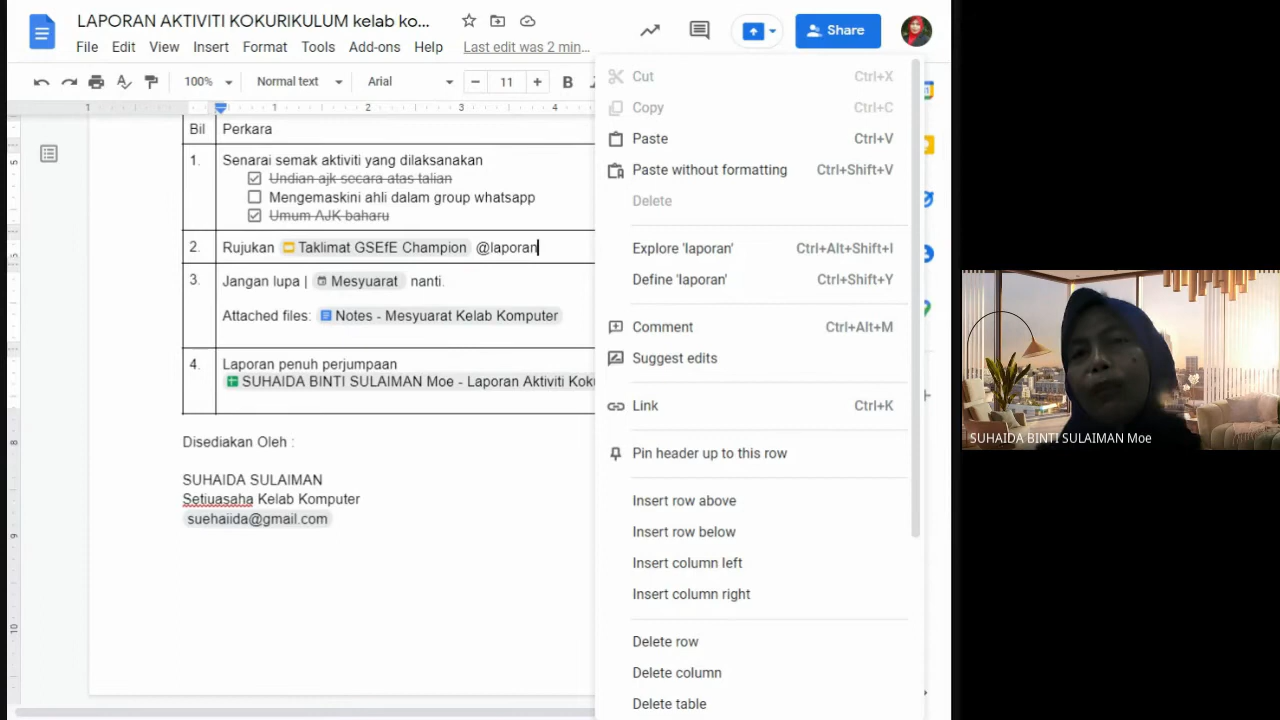 LAPORAN AKTIVITI KOKURIKULUM kelab ko...
File Edit View Insert Format Tools Add-ons Help Last edit was 2 min...
Share
100% Normal text Arial 11 B
1 1 2 3 4
Bil Perkara
1. Senarai semak aktiviti yang dilaksanakan
Undian ajk secara atas talian
Mengemaskini ahli dalam group whatsapp
Umum AJK baharu
2. Rujukan Taklimat GSEfE Champion @laporan
3. Jangan lupa | Mesyuarat nanti.
Attached files: Notes - Mesyuarat Kelab Komputer
4. Laporan penuh perjumpaan
SUHAIDA BINTI SULAIMAN Moe - Laporan Aktiviti Koku
Disediakan Oleh :
SUHAIDA SULAIMAN
Setiuasaha Kelab Komputer
suehaiida@gmail.com
Cut Ctrl+X
Copy Ctrl+C
Paste Ctrl+V
Paste without formatting Ctrl+Shift+V
Delete
Explore 'laporan' Ctrl+Alt+Shift+I
Define 'laporan' Ctrl+Shift+Y
Comment Ctrl+Alt+M
Suggest edits
Link Ctrl+K
Pin header up to this row
Insert row above
Insert row below
Insert column left
Insert column right
Delete row
Delete column
Delete table
SUHAIDA BINTI SULAIMAN Moe